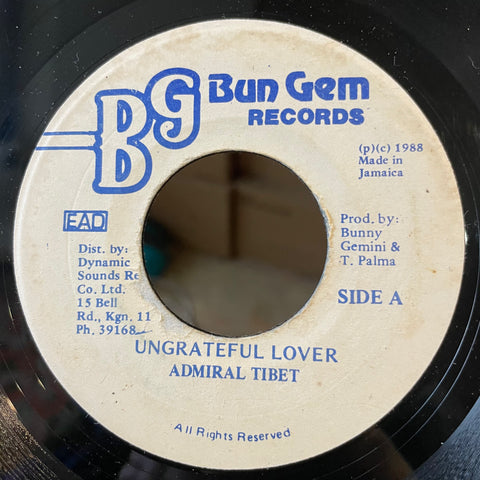 BG
Bun Gem
RECORDS
(p)(c) 1988
Made in
Jamaica
EAD
Dist. by:
Dynamic
Sounds Re
Co. Ltd.
15 Bell
Rd., Kgn. 11
Ph. 39168
Prod. by:
Bunny
Gemini &
T. Palma
SIDE A
UNGRATEFUL LOVER
ADMIRAL TIBET
All Rights Reserved